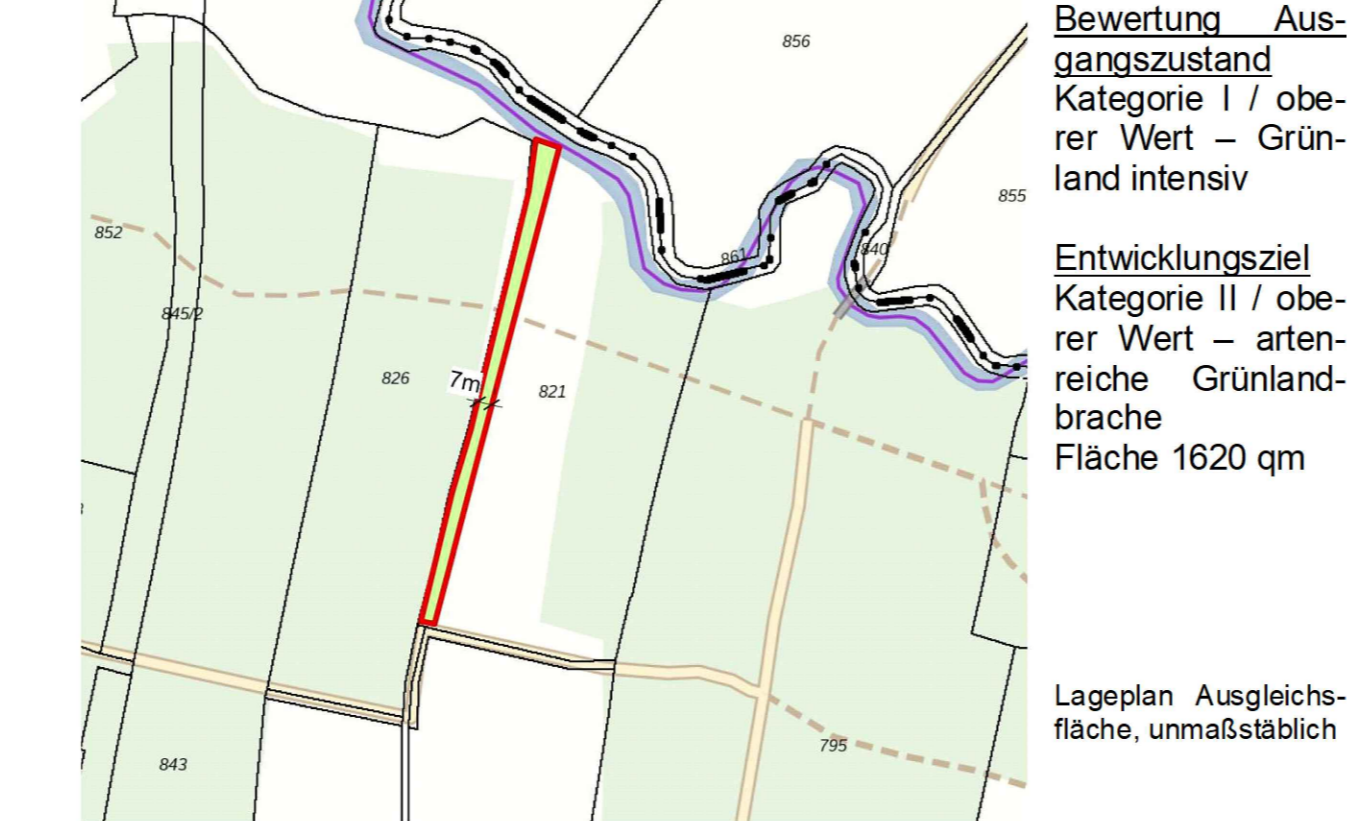 856
855
852
861
840
845/2
7m
826
821
795
843
Bewertung Aus-
gangszustand
Kategorie I / obe-
rer Wert – Grün-
land intensiv
Entwicklungsziel
Kategorie II / obe-
rer Wert – arten-
reiche Grünland-
brache
Fläche 1620 qm
Lageplan Ausgleichs-
fläche, unmaßstäblich